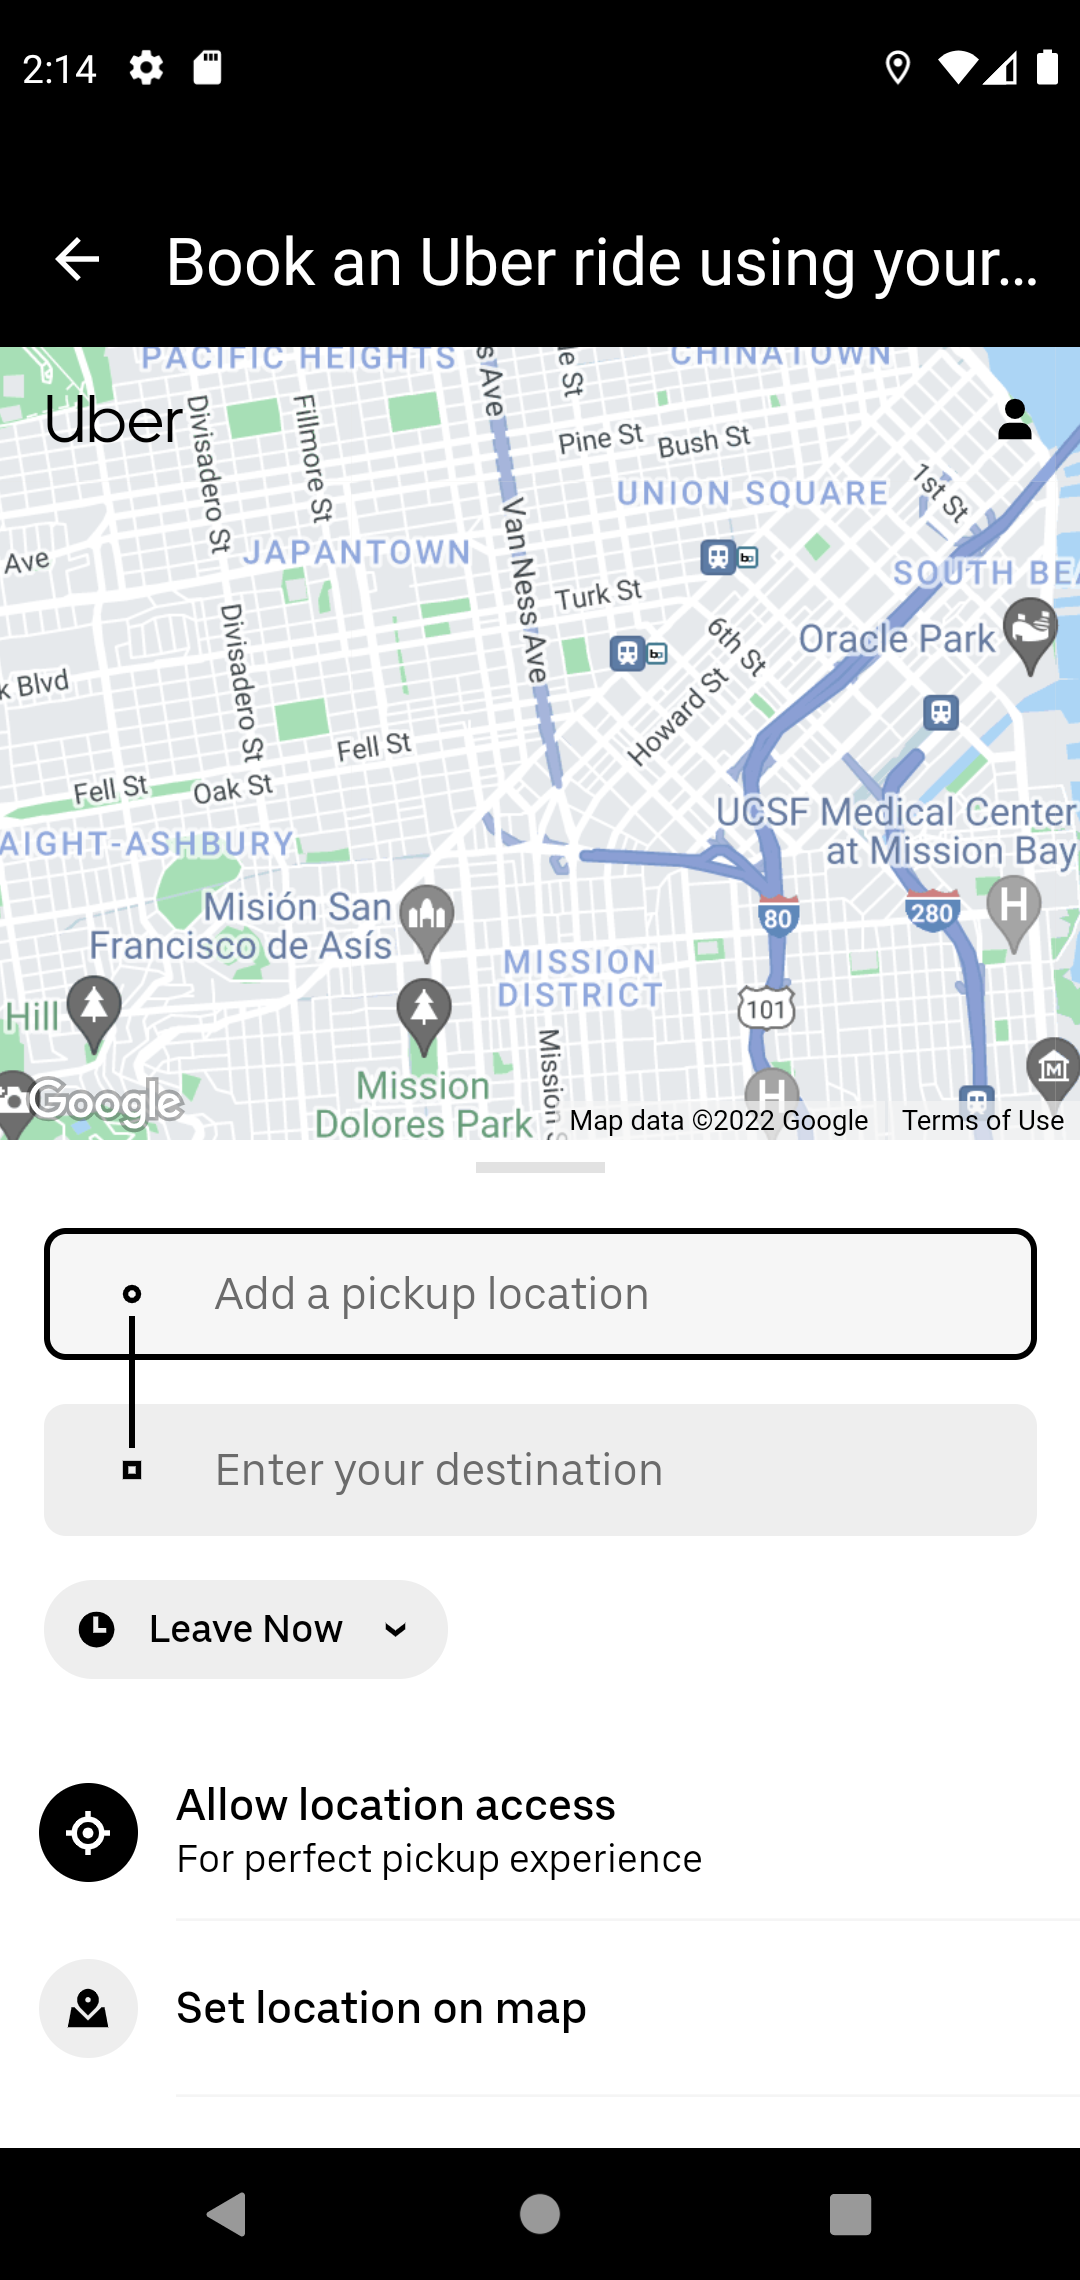 2:14
Book an Uber ride using your...
PACIFIC HEIGHTS
s Ave
le St
CHINATOWN
Uber
Divisadero St
Fillmore St
Pine St
Bush St
UNION SQUARE
1st St
Ave
JAPANTOWN
Van Ness Ave
SOUTH BEA
Turk St
Divisadero St
6th St
Oracle Park
k Blvd
Howard St
Fell St
Fell St
Oak St
UCSF Medical Center
at Mission Bay
AIGHT-ASHBURY
Misión San
Francisco de Asís
80
280
H
MISSION
DISTRICT
101
Hill
Mission S
H
M
Google
Mission
Dolores Park
Map data ©2022 Google
Terms of Use
Add a pickup location
Enter your destination
Leave Now
Allow location access
For perfect pickup experience
Set location on map